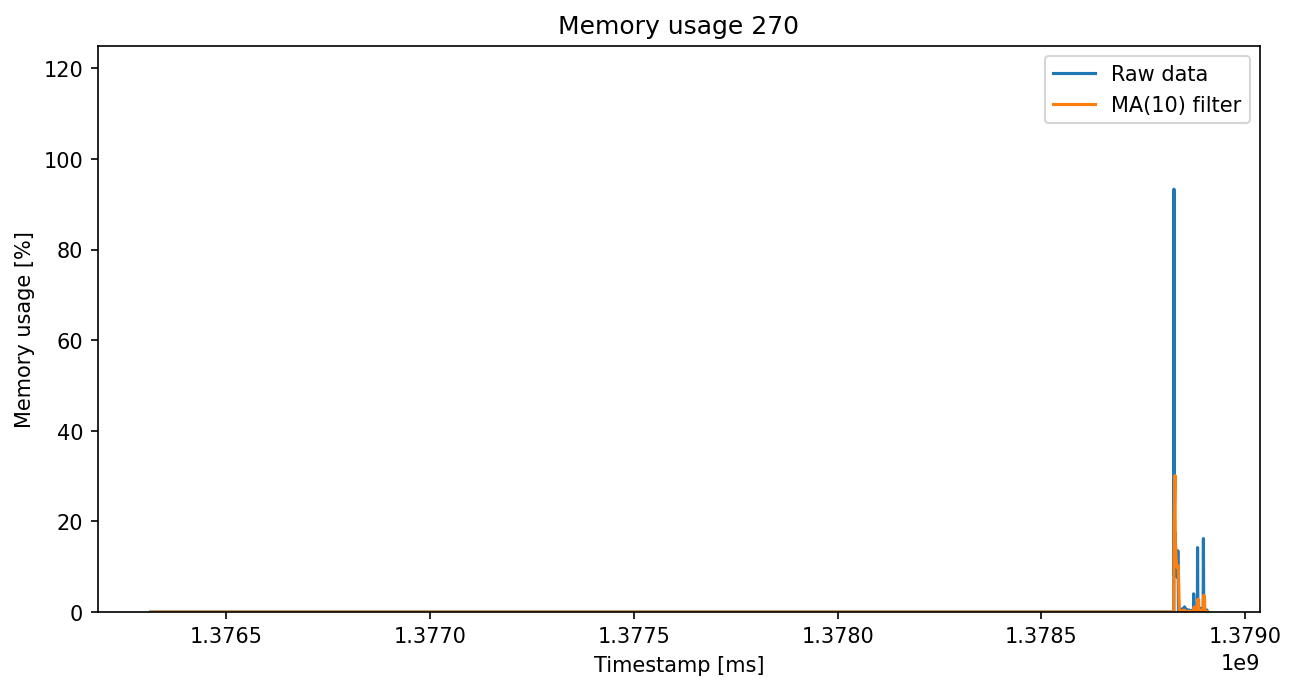 Memory usage 270
Raw data
MA(10) filter
Memory usage [%]
120
100
80
60
40
20
0
1.3765 1.3770 1.3775 1.3780 1.3785 1.3790
1e9
Timestamp [ms]